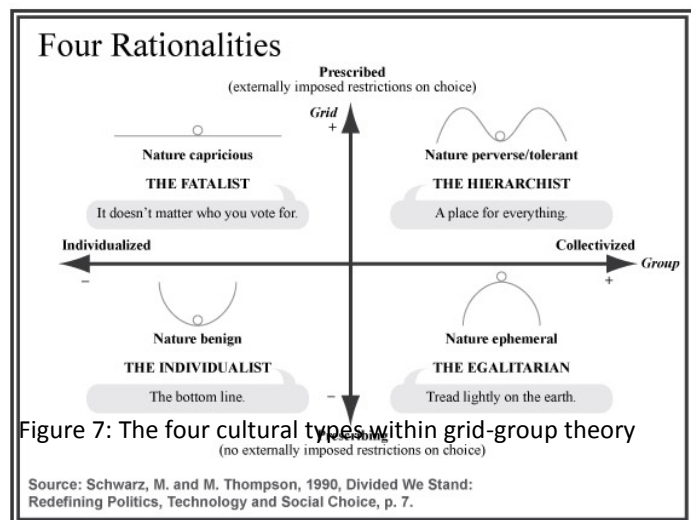 Four Rationalities
Prescribed
(externally imposed restrictions on choice)
Grid
+
Nature capricious
Nature perverse/tolerant
THE FATALIST
THE HIERARCHIST
It doesn't matter who you vote for.
A place for everything.
Individualized
Collectivized
Group
–
+
Nature benign
Nature ephemeral
THE INDIVIDUALIST
THE EGALITARIAN
The bottom line.
Tread lightly on the earth.
–
Figure 7: The four cultural types within grid-group theory
Prescribing
(no externally imposed restrictions on choice)
Source: Schwarz, M. and M. Thompson, 1990, Divided We Stand:
Redefining Politics, Technology and Social Choice, p. 7.